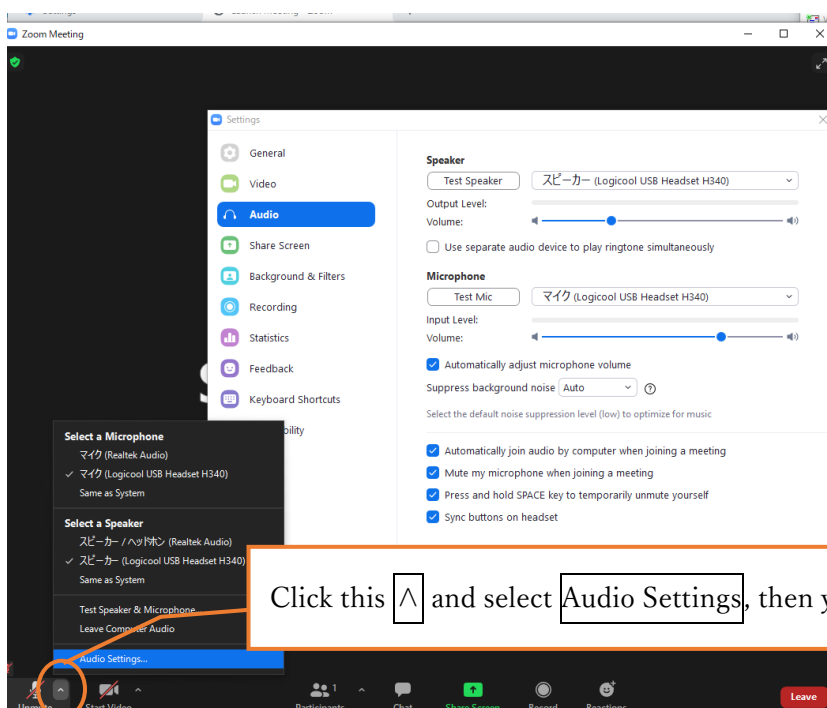 Zoom Meeting
Settings
General
Video
Audio
Share Screen
Background & Filters
Recording
Statistics
Feedback
Keyboard Shortcuts
Speaker
Test Speaker
スピーカー (Logicool USB Headset H340)
Output Level:
Volume:
Use separate audio device to play ringtone simultaneously
Microphone
Test Mic
マイク (Logicool USB Headset H340)
Input Level:
Volume:
Automatically adjust microphone volume
Suppress background noise Auto
Select the default noise suppression level (low) to optimize for music
Automatically join audio by computer when joining a meeting
Mute my microphone when joining a meeting
Press and hold SPACE key to temporarily unmute yourself
Sync buttons on headset
Select a Microphone
マイク (Realtek Audio)
マイク (Logicool USB Headset H340)
Same as System
Select a Speaker
スピーカー / ヘッドホン (Realtek Audio)
スピーカー (Logicool USB Headset H340)
Same as System
Test Speaker & Microphone
Leave Computer Audio
Audio Settings...
Click this ^ and select Audio Settings, then
Unmute
Start Video
Participants
1
Chat
Share Screen
Record
Reactions
Leave